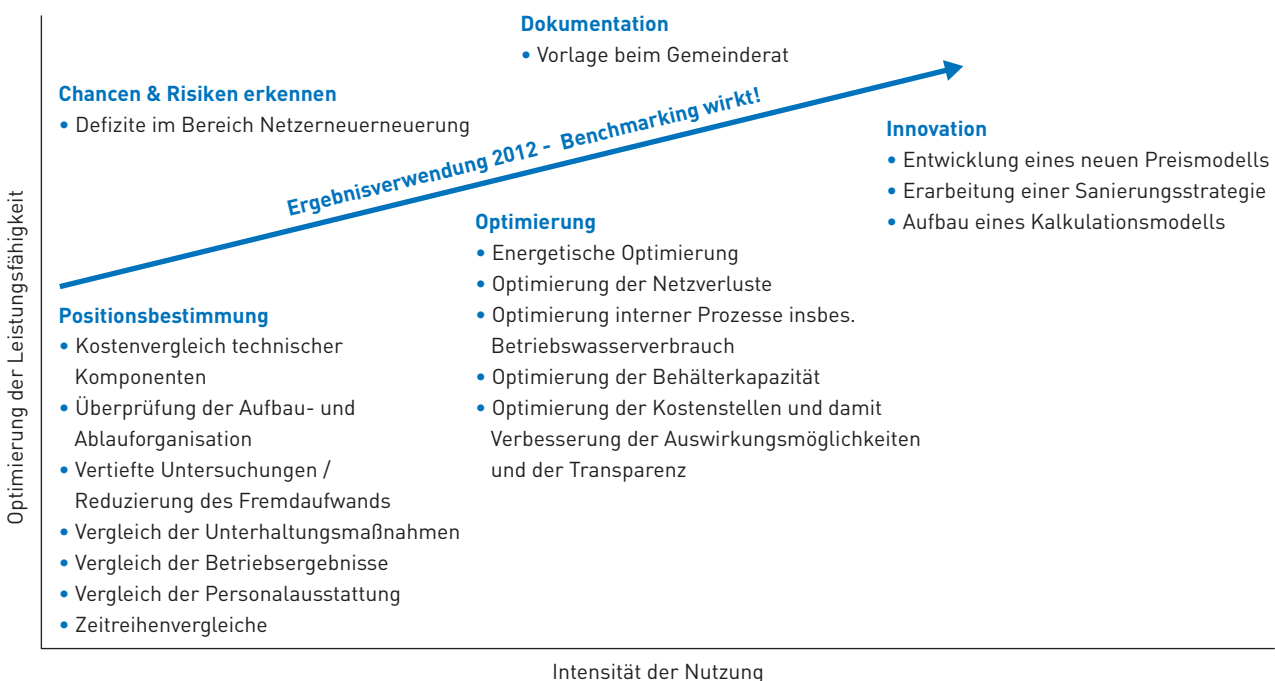 Optimierung der Leistungsfähigkeit
Dokumentation
• Vorlage beim Gemeinderat
Chancen & Risiken erkennen
• Defizite im Bereich Netzerneuerneuerung
Ergebnisverwendung 2012 - Benchmarking wirkt!
Innovation
• Entwicklung eines neuen Preismodells
• Erarbeitung einer Sanierungsstrategie
• Aufbau eines Kalkulationsmodells
Optimierung
• Energetische Optimierung
• Optimierung der Netzverluste
• Optimierung interner Prozesse insbes.
Betriebswasserverbrauch
• Optimierung der Behälterkapazität
• Optimierung der Kostenstellen und damit
Verbesserung der Auswirkungsmöglichkeiten
und der Transparenz
Positionsbestimmung
• Kostenvergleich technischer
Komponenten
• Überprüfung der Aufbau- und
Ablauforganisation
• Vertiefte Untersuchungen /
Reduzierung des Fremdaufwands
• Vergleich der Unterhaltungsmaßnahmen
• Vergleich der Betriebsergebnisse
• Vergleich der Personalausstattung
• Zeitreihenvergleiche
Intensität der Nutzung